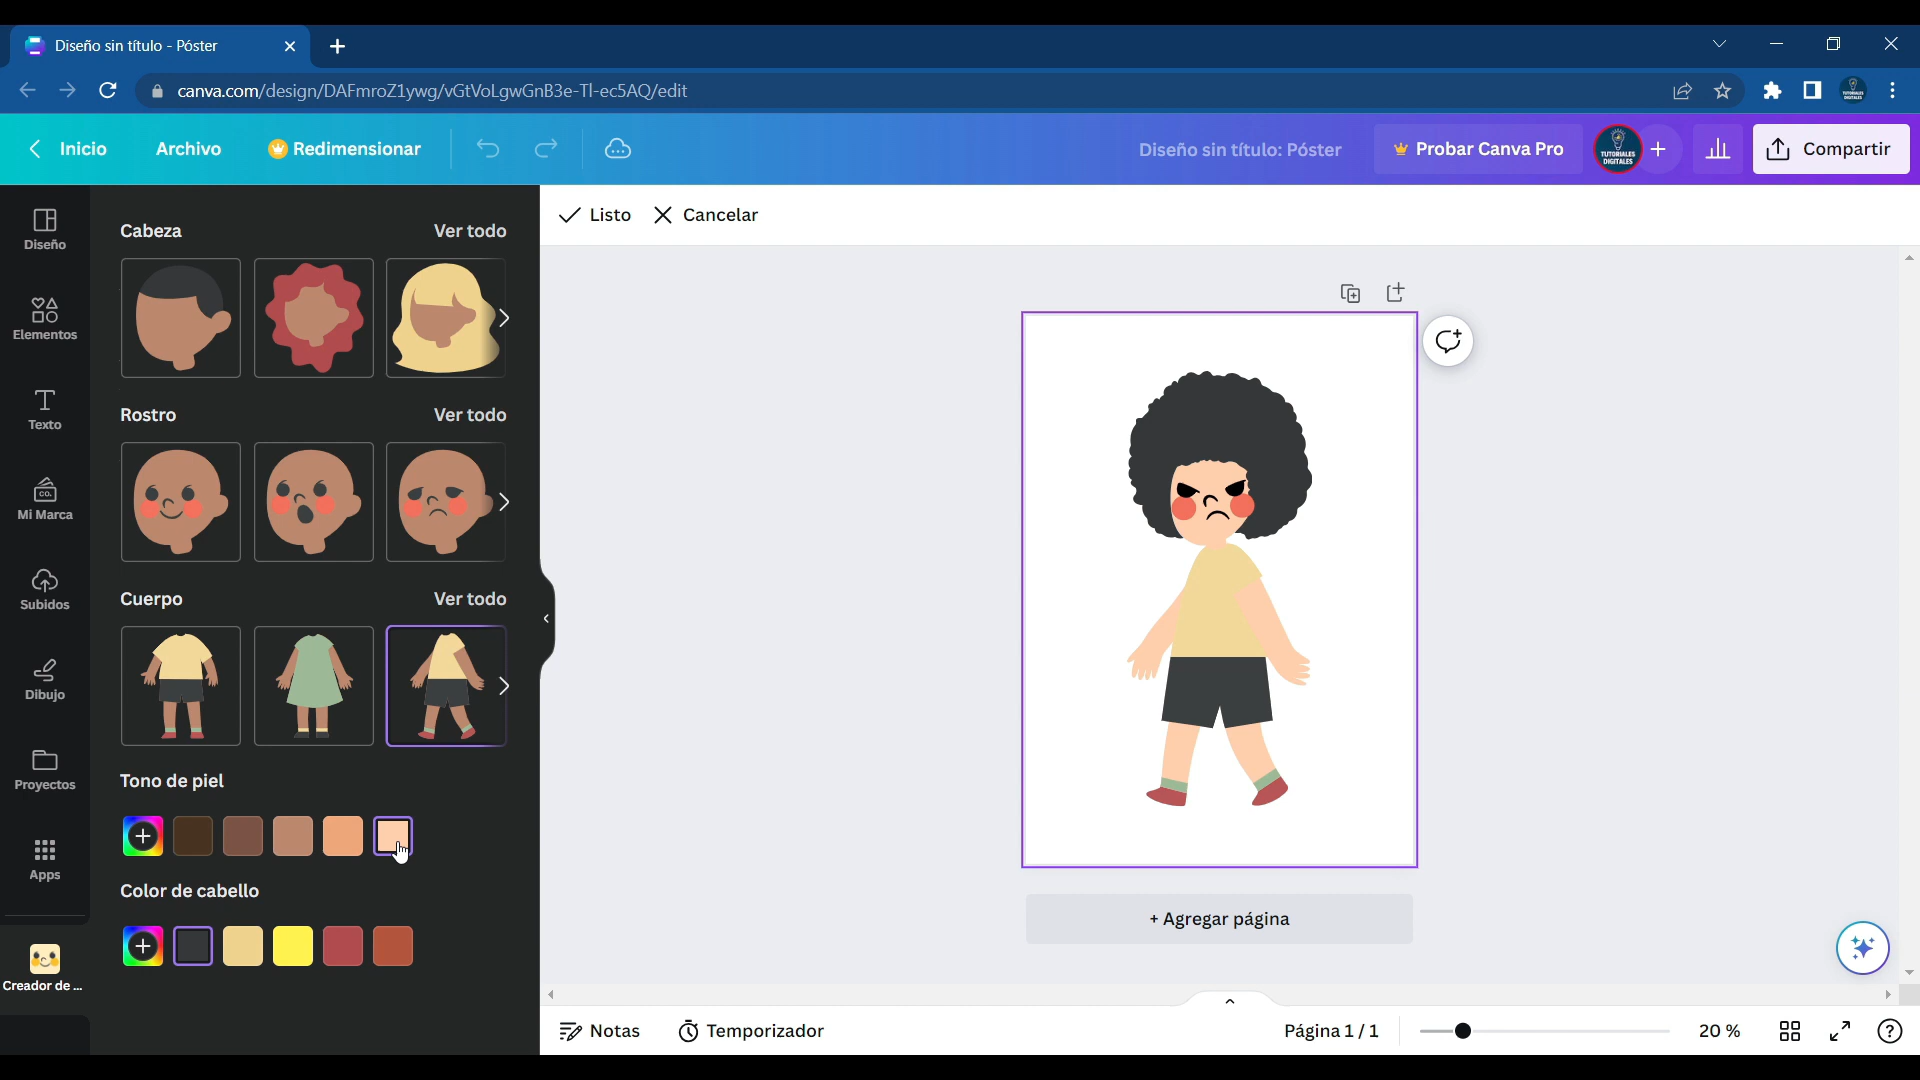 Diseño sin título - Póster
canva.com/design/DAFmroZ1ywg/vGtVoLgwGnB3e-Tl-ec5AQ/edit
Inicio
Archivo
Redimensionar
Diseño sin título: Póster
Probar Canva Pro
TUTORIALES
DIGITALES
Compartir
Listo
Cancelar
Diseño
Elementos
Texto
CO.
Mi Marca
Subidos
Dibujo
Proyectos
Apps
Creador de ...
Cabeza
Ver todo
Rostro
Ver todo
Cuerpo
Ver todo
Tono de piel
Color de cabello
+ Agregar página
Notas
Temporizador
Página 1 / 1
20 %